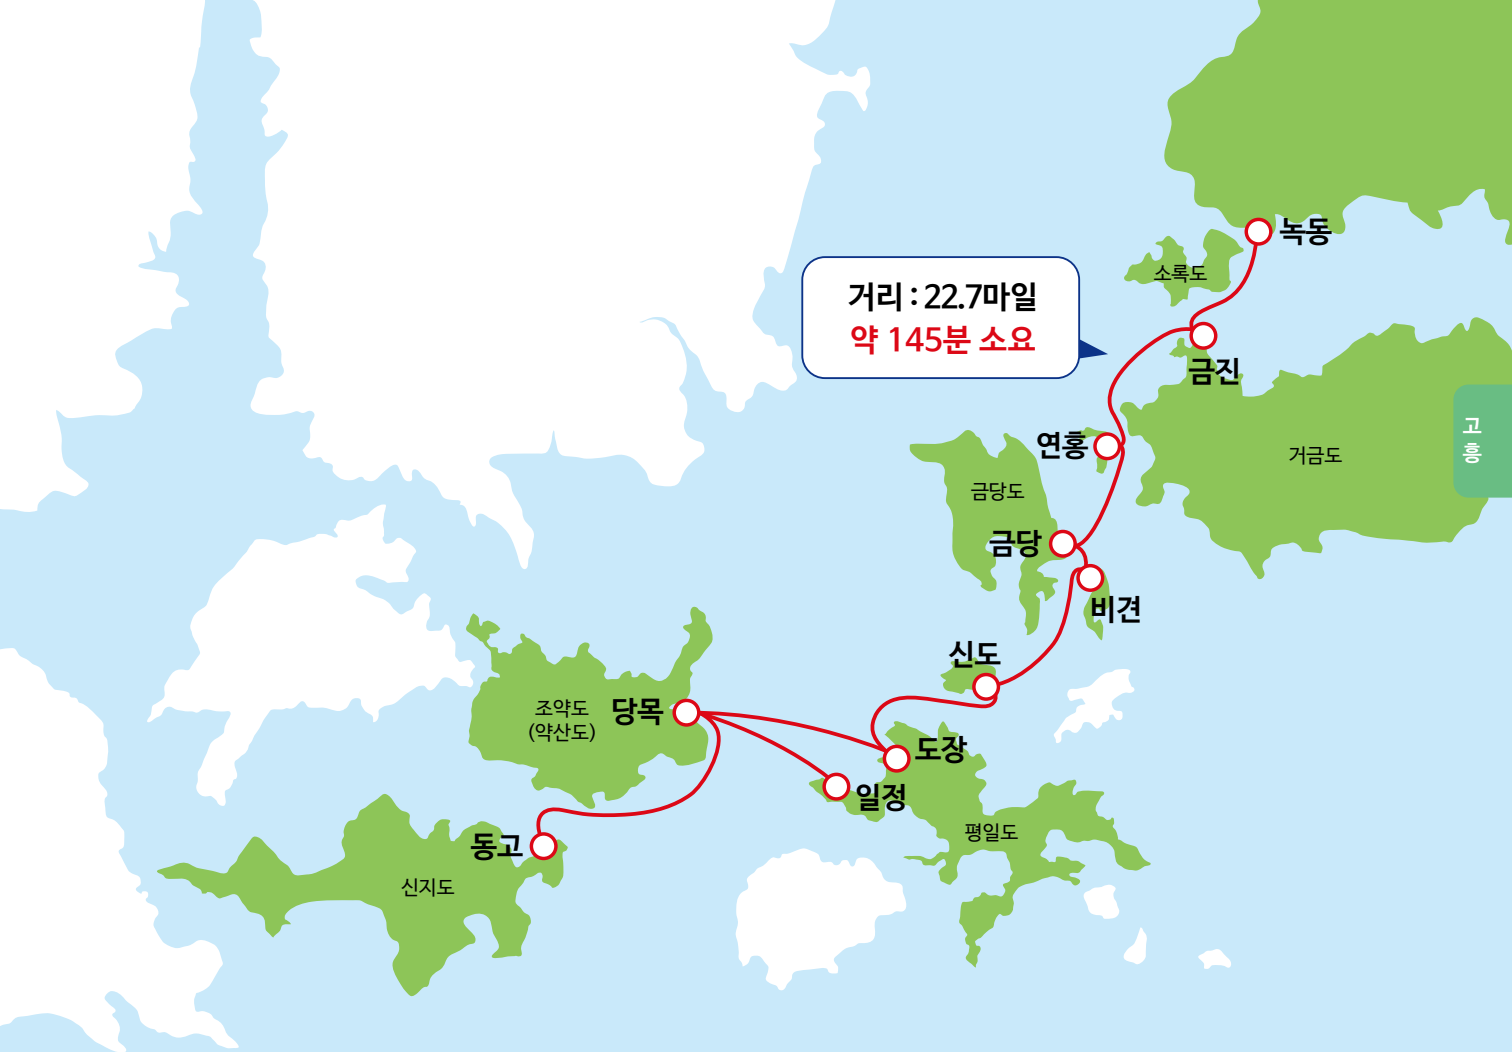 녹동
소록도
거리 : 22.7마일
약 145분 소요
금진
고
흥
연홍
거금도
금당도
금당
비견
신도
조약도
(약산도)
당목
도장
일정
평일도
동고
신지도